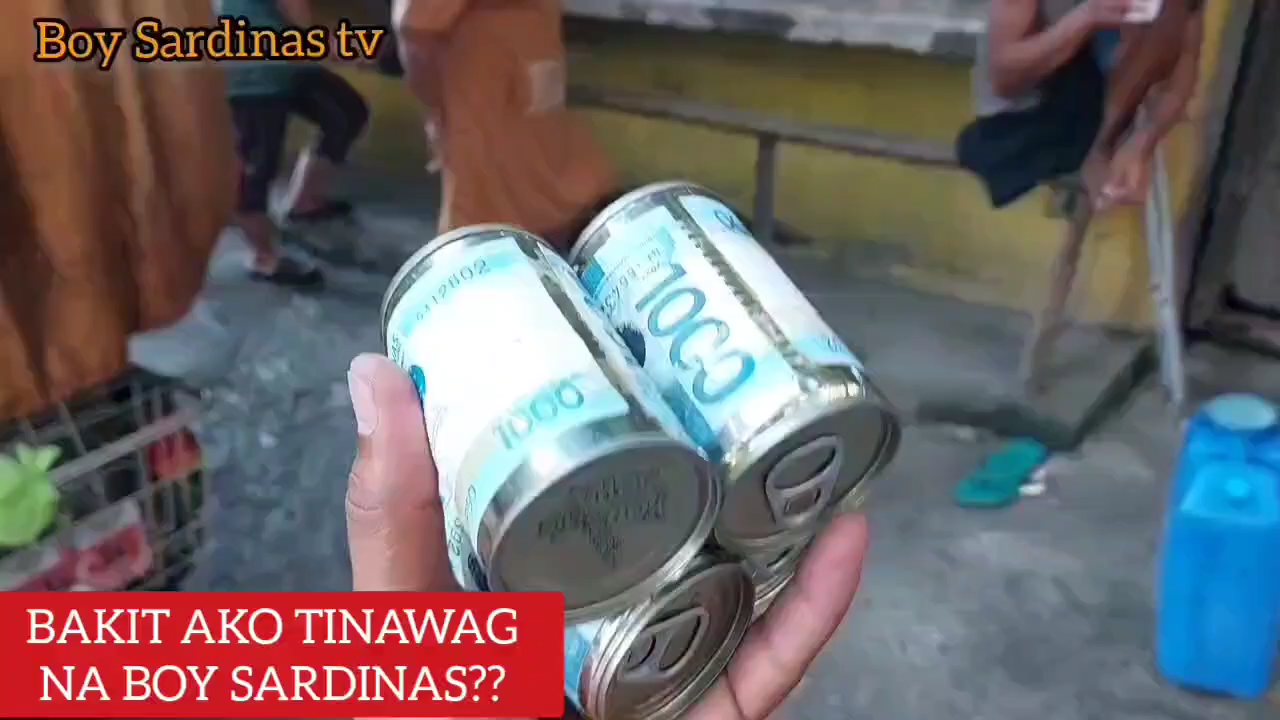 Boy Sardinas tv
1000
1000
BAKIT AKO TINAWAG
NA BOY SARDINAS??